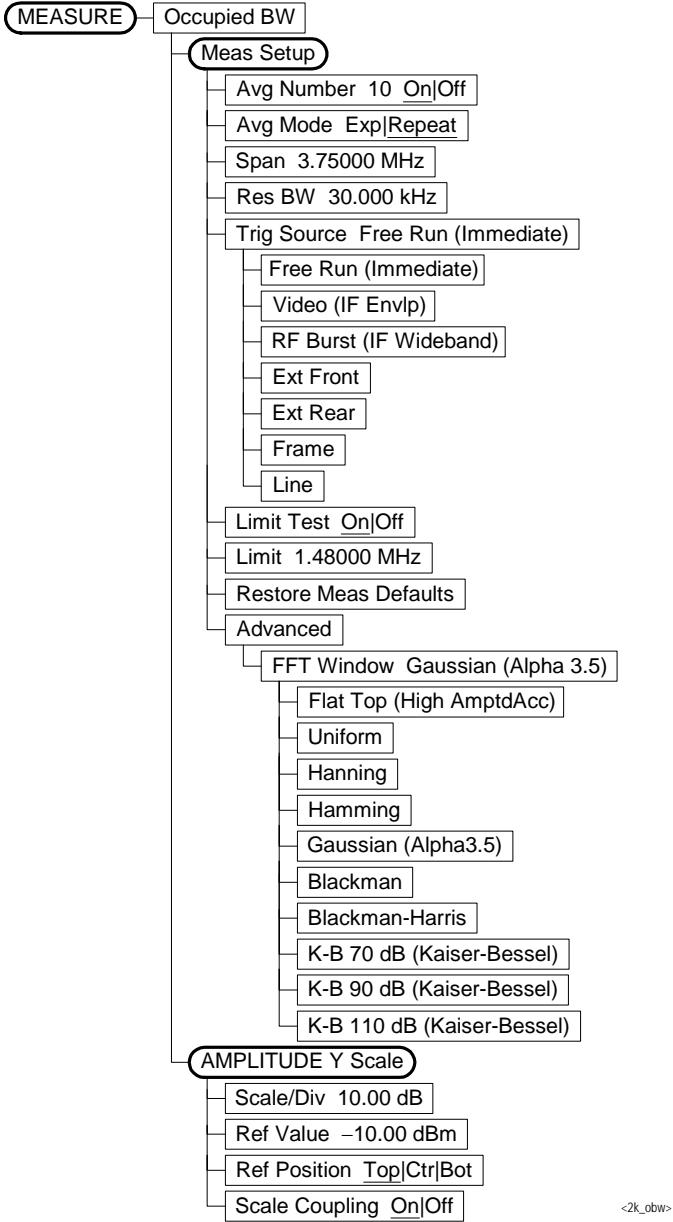 MEASURE Occupied BW
Meas Setup
Avg Number 10 On|Off
Avg Mode Exp|Repeat
Span 3.75000 MHz
Res BW 30.000 kHz
Trig Source Free Run (Immediate)
Free Run (Immediate)
Video (IF Envlp)
RF Burst (IF Wideband)
Ext Front
Ext Rear
Frame
Line
Limit Test On|Off
Limit 1.48000 MHz
Restore Meas Defaults
Advanced
FFT Window Gaussian (Alpha 3.5)
Flat Top (High AmptdAcc)
Uniform
Hanning
Hamming
Gaussian (Alpha3.5)
Blackman
Blackman-Harris
K-B 70 dB (Kaiser-Bessel)
K-B 90 dB (Kaiser-Bessel)
K-B 110 dB (Kaiser-Bessel)
AMPLITUDE Y Scale
Scale/Div 10.00 dB
Ref Value −10.00 dBm
Ref Position Top|Ctr|Bot
Scale Coupling On|Off
<2k_obw>